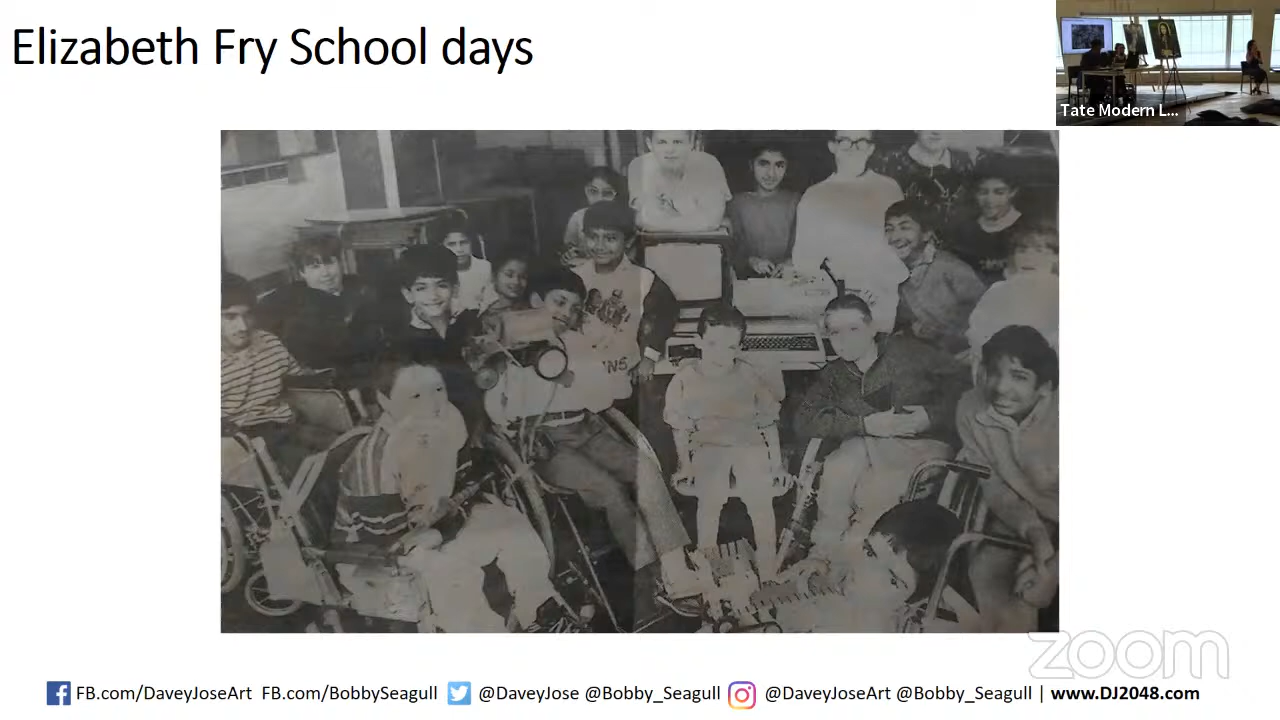 Elizabeth Fry School days
Tate Modern L...
W5
zoom
FB.com/DaveyJoseArt FB.com/BobbySeagull @DaveyJose @Bobby_Seagull @DaveyJoseArt @Bobby_Seagull | www.DJ2048.com